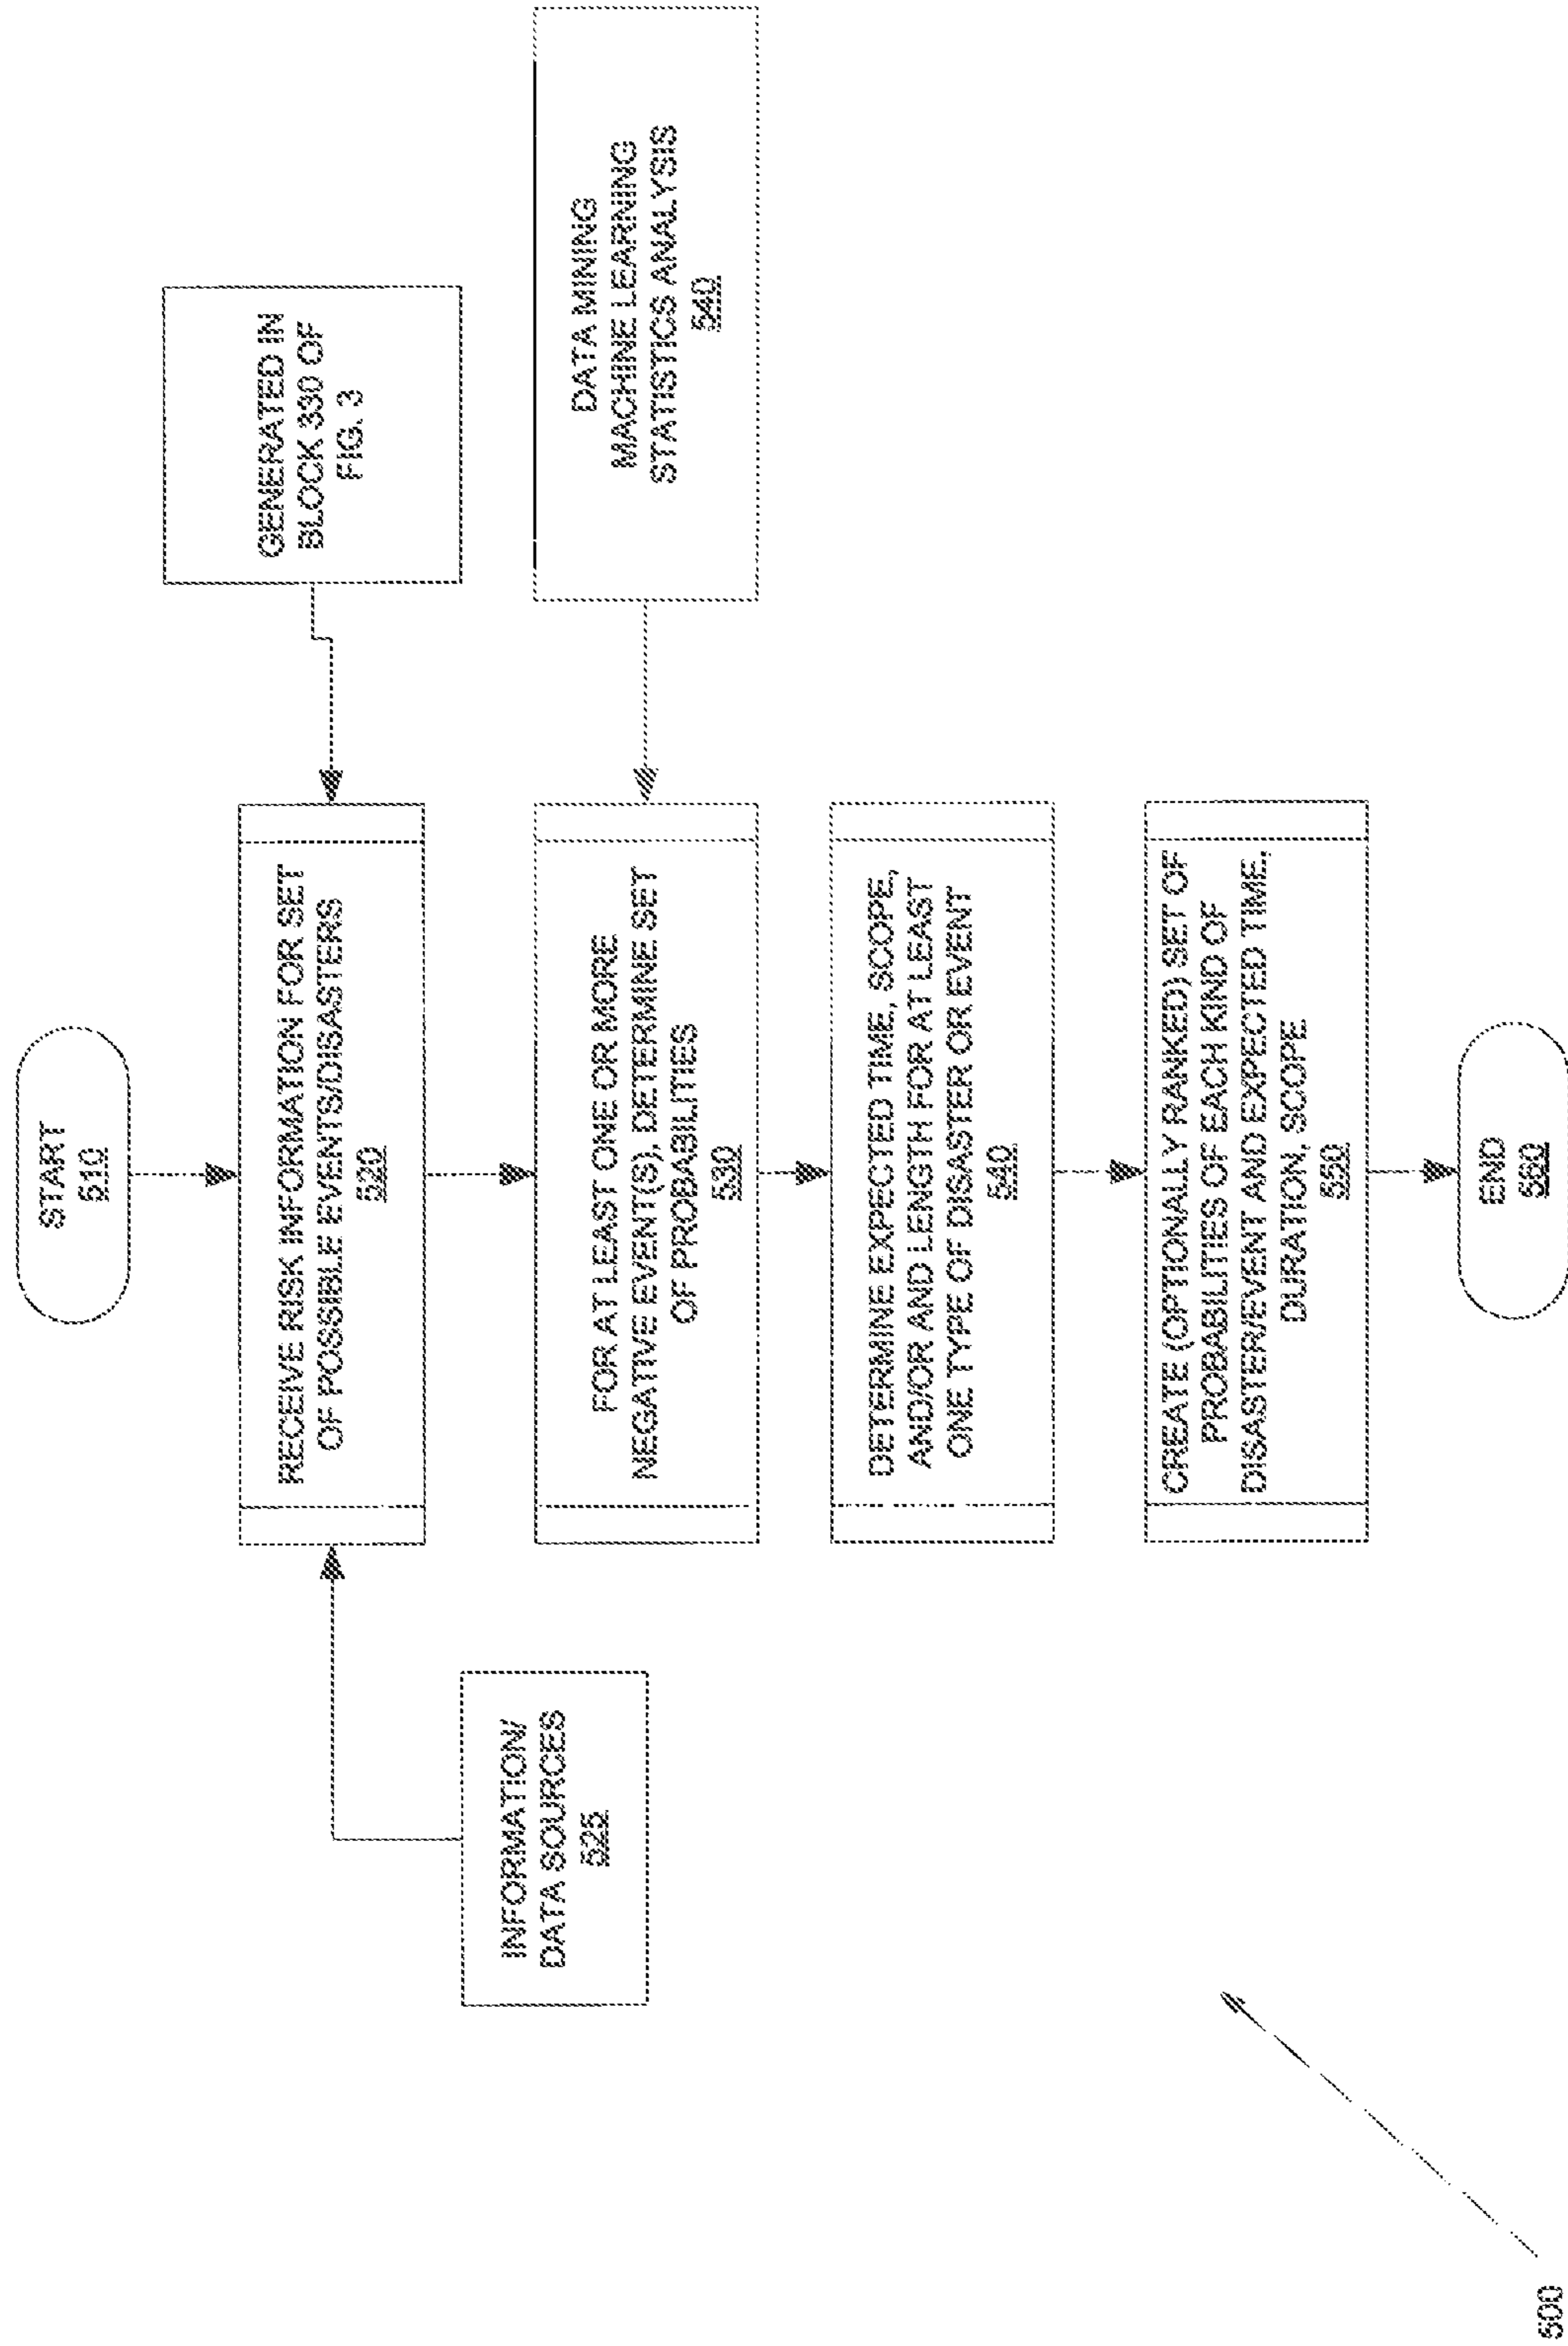 START
510
GENERATED IN
BLOCK 330 OF
FIG. 3
RECEIVE RISK INFORMATION FOR SET
OF POSSIBLE EVENTS/DISASTERS
520
INFORMATION/
DATA SOURCES
525
DATA MINING
MACHINE LEARNING
STATISTICS ANALYSIS
540
FOR AT LEAST ONE OR MORE
NEGATIVE EVENT(S), DETERMINE SET
OF PROBABILITIES
530
DETERMINE EXPECTED TIME, SCOPE,
AND/OR AND LENGTH FOR AT LEAST
ONE TYPE OF DISASTER OR EVENT
540
CREATE (OPTIONALLY RANKED) SET OF
PROBABILITIES OF EACH KIND OF
DISASTER/EVENT AND EXPECTED TIME,
DURATION, SCOPE
550
END
560
500